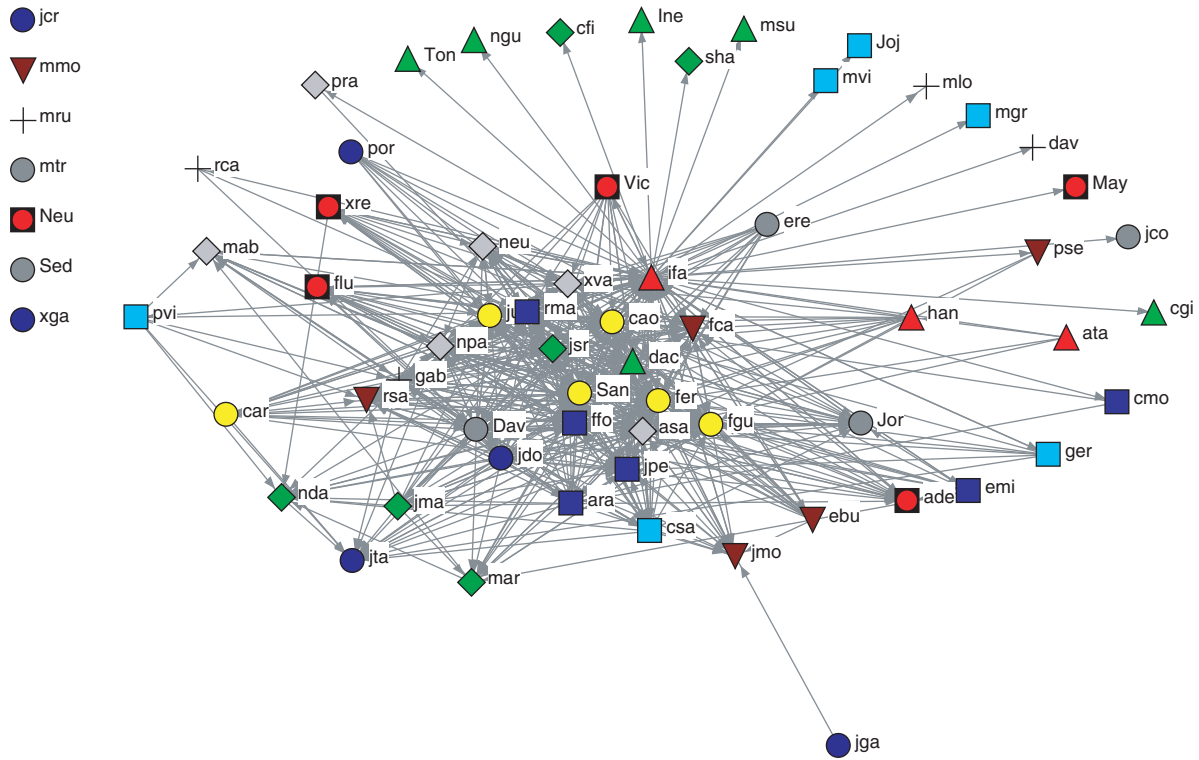 jcr
mmo
mru
mtr
Neu
Sed
xga
Ton
ngu
cfi
Ine
sha
msu
Joj
mvi
mlo
mgr
dav
May
jco
pse
cgi
pra
por
rca
xre
Vic
ere
neu
mab
flu
xva
ifa
pvi
rma
cao
fca
han
ata
npa
jsr
dac
gab
rsa
San
fer
cmo
car
Dav
ffo
asa
fgu
Jor
jdo
jpe
ger
nda
jma
ara
ade
emi
csa
ebu
jta
mar
jmo
jga